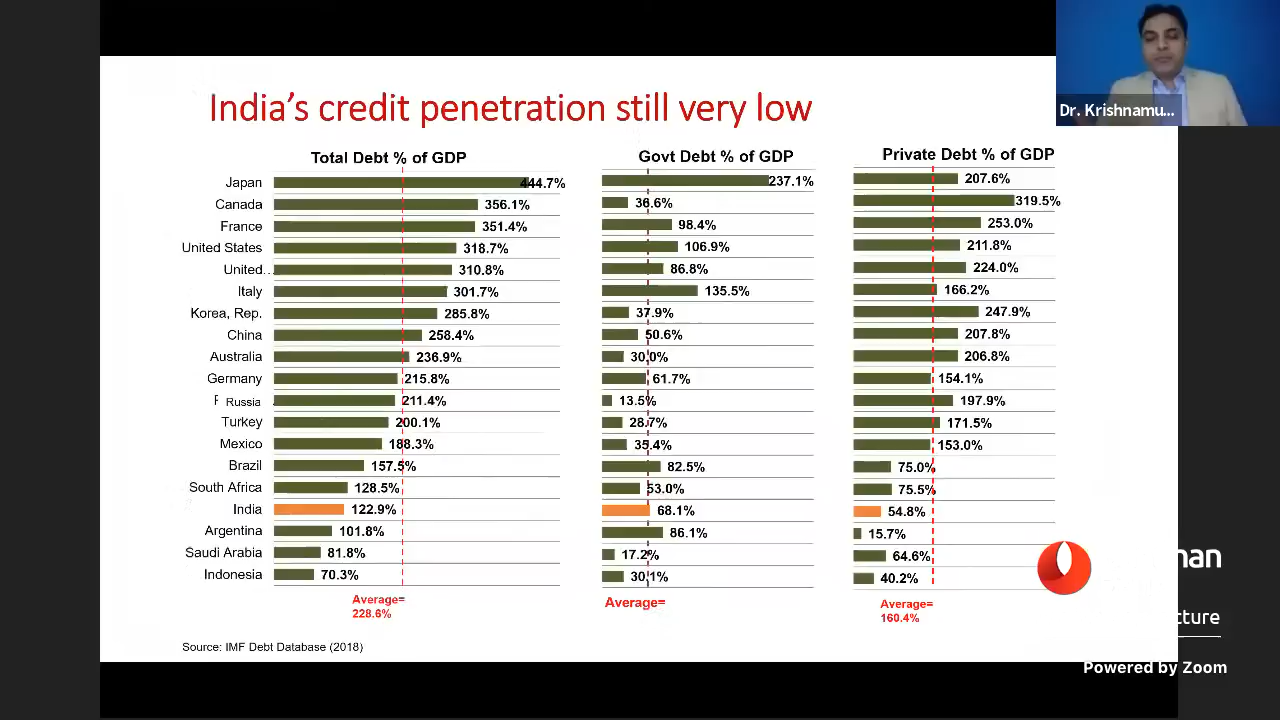 Dr. Krishnamu...
India's credit penetration still very low
Total Debt % of GDP Govt Debt % of GDP Private Debt % of GDP
Japan 444.7% 237.1% 207.6%
Canada 356.1% 36.6% 319.5%
France 351.4% 98.4% 253.0%
United States 318.7% 106.9% 211.8%
United... 310.8% 86.8% 224.0%
Italy 301.7% 135.5% 166.2%
Korea, Rep. 285.8% 37.9% 247.9%
China 258.4% 50.6% 207.8%
Australia 236.9% 30.0% 206.8%
Germany 215.8% 61.7% 154.1%
Russia 211.4% 13.5% 197.9%
Turkey 200.1% 28.7% 171.5%
Mexico 188.3% 35.4% 153.0%
Brazil 157.5% 82.5% 75.0%
South Africa 128.5% 53.0% 75.5%
India 122.9% 68.1% 54.8%
Argentina 101.8% 86.1% 15.7%
Saudi Arabia 81.8% 17.2% 64.6%
Indonesia 70.3% 30.1% 40.2%
Average= Average= Average=
228.6% 160.4%
Source: IMF Debt Database (2018)
Powered by Zoom